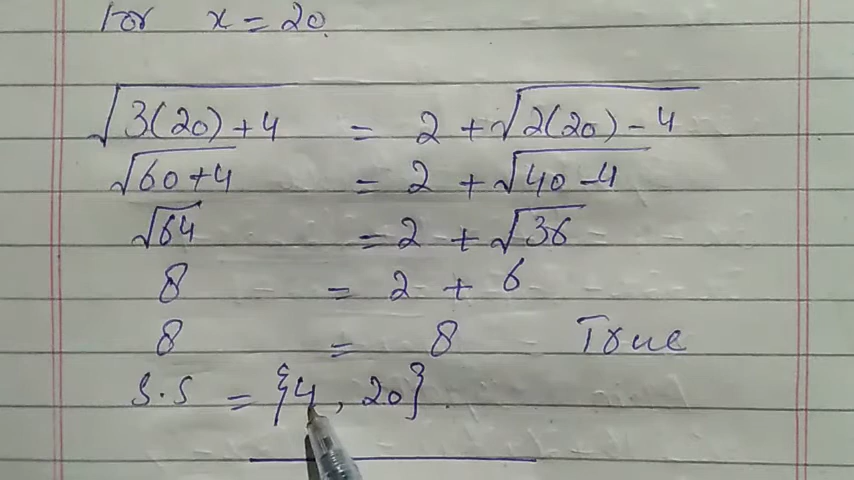 For x = 20.
√(3(20) + 4) = 2 + √(2(20) - 4)
√(60 + 4) = 2 + √(40 - 4)
√64 = 2 + √36
8 = 2 + 6
8 = 8 True
S.S = {4, 20}.